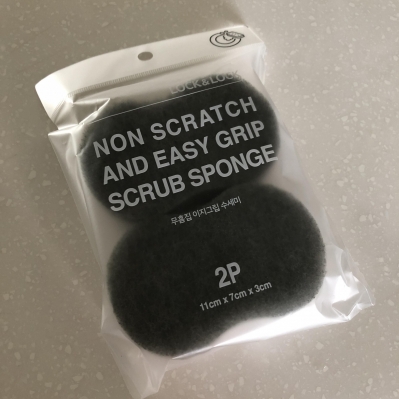 LOCK&LOCK
NON SCRATCH
AND EASY GRIP
SCRUB SPONGE
무흠집 이지그립 수세미
2P
11cm x 7cm x 3cm